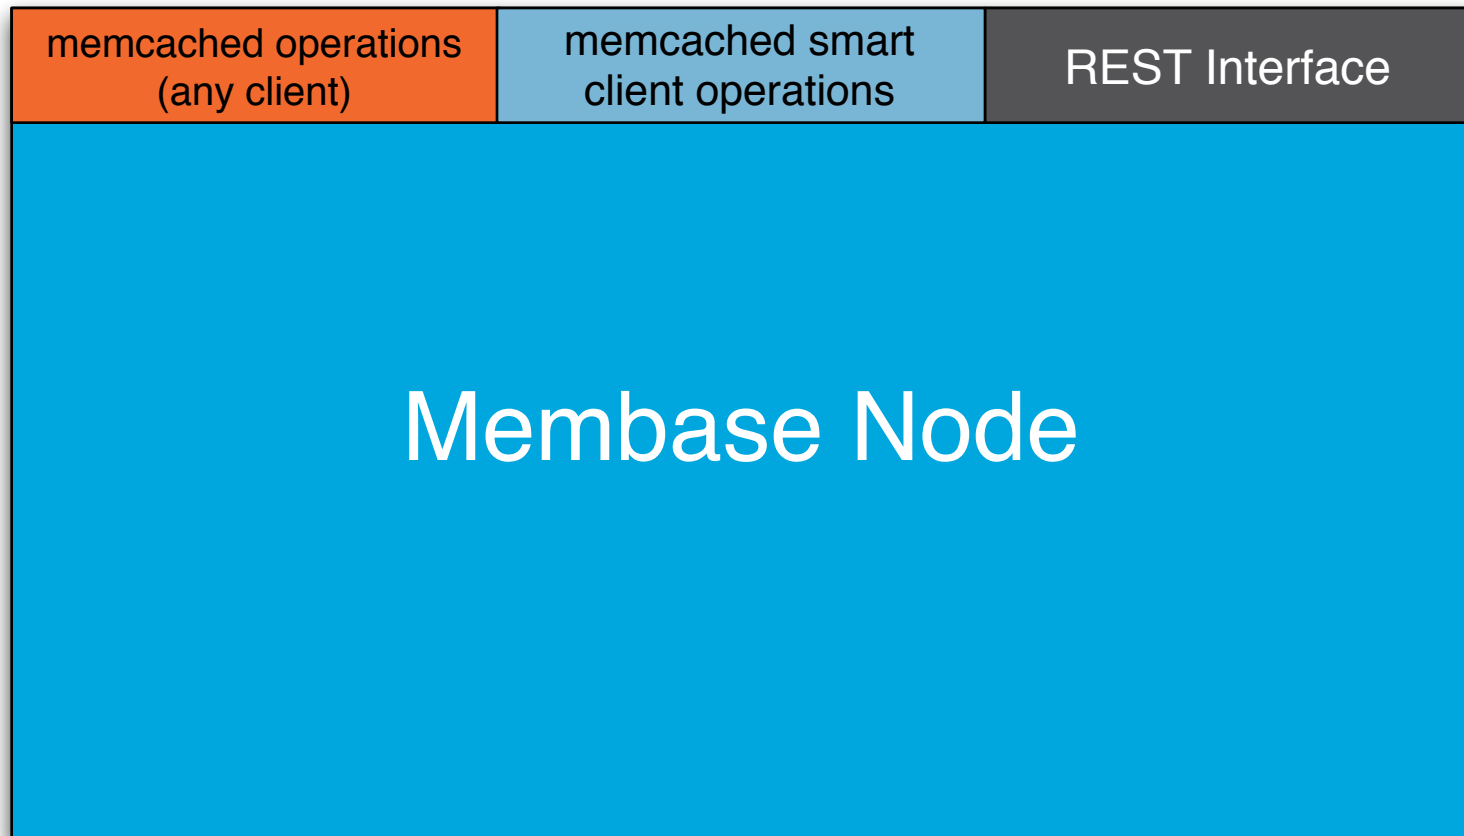 memcached operations
(any client)
memcached smart
client operations
REST Interface
Membase Node